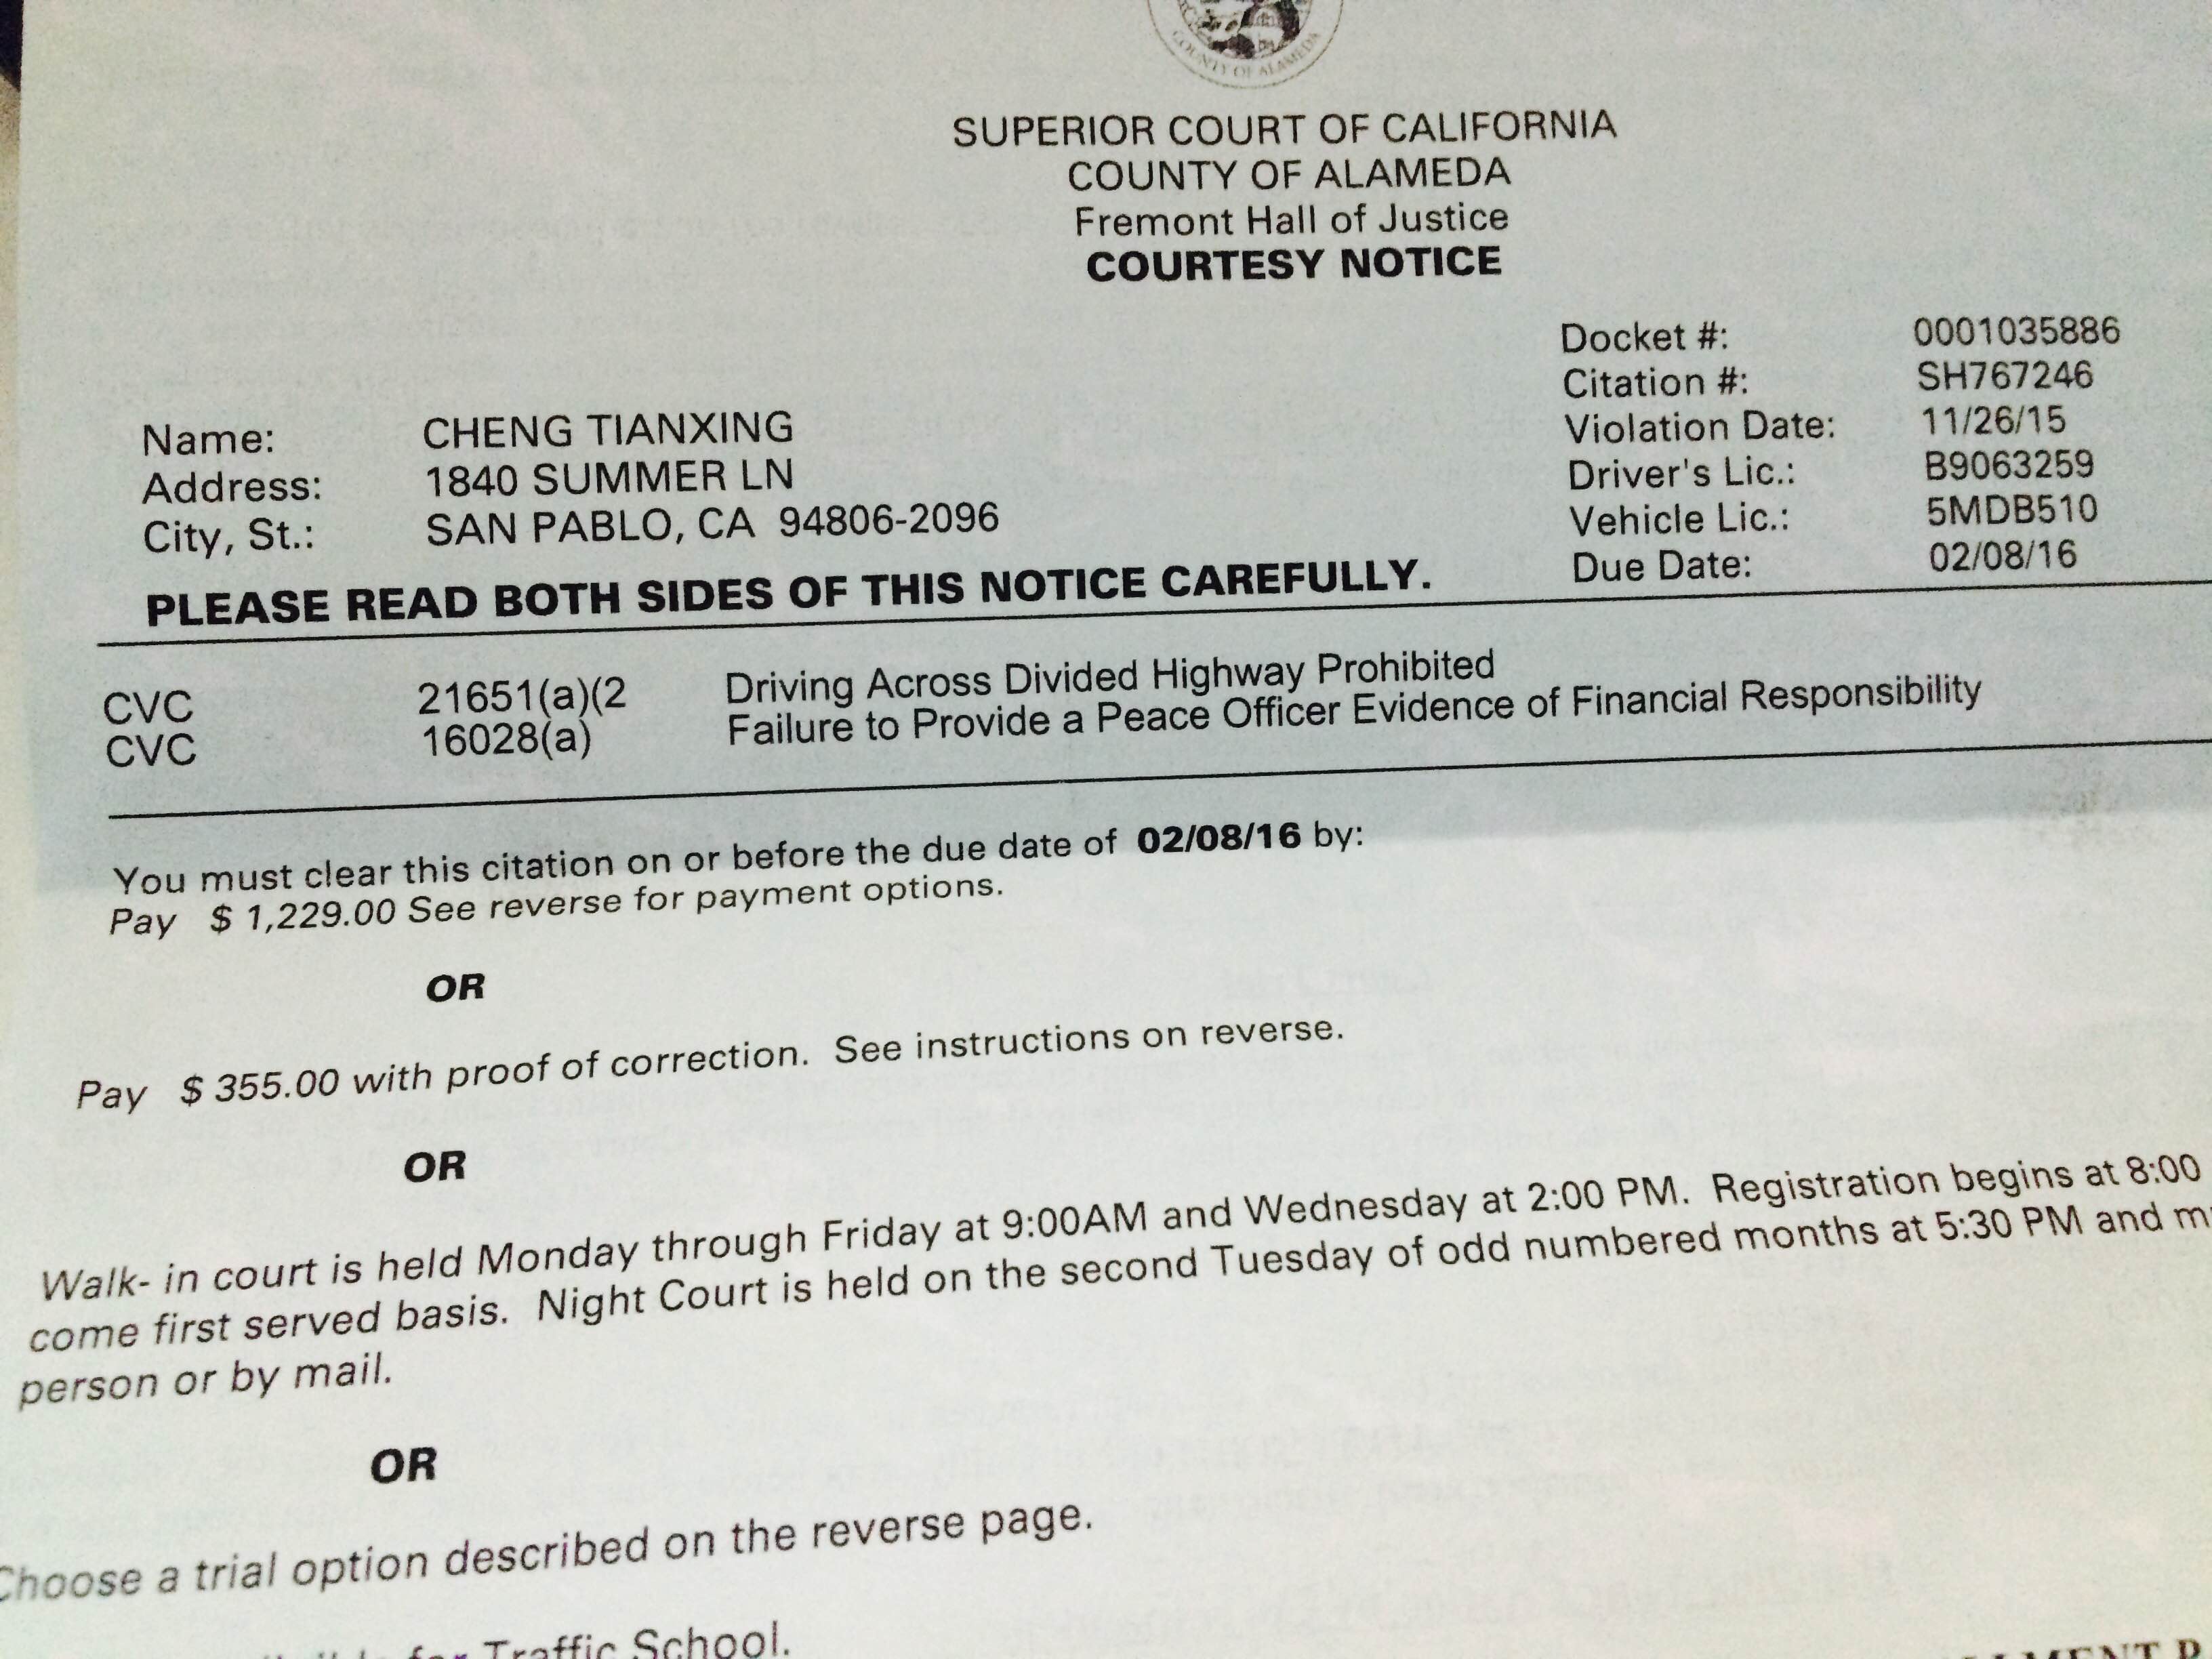 COUNTY OF ALAMEDA
SUPERIOR COURT OF CALIFORNIA
COUNTY OF ALAMEDA
Fremont Hall of Justice
COURTESY NOTICE
Docket #: 0001035886
Citation #: SH767246
Violation Date: 11/26/15
Driver's Lic.: B9063259
Vehicle Lic.: 5MDB510
Due Date: 02/08/16
Name: CHENG TIANXING
Address: 1840 SUMMER LN
City, St.: SAN PABLO, CA 94806-2096
PLEASE READ BOTH SIDES OF THIS NOTICE CAREFULLY.
CVC 21651(a)(2 Driving Across Divided Highway Prohibited
CVC 16028(a) Failure to Provide a Peace Officer Evidence of Financial Responsibility
You must clear this citation on or before the due date of 02/08/16 by:
Pay $ 1,229.00 See reverse for payment options.
OR
Pay $ 355.00 with proof of correction. See instructions on reverse.
OR
Walk- in court is held Monday through Friday at 9:00AM and Wednesday at 2:00 PM. Registration begins at 8:00
come first served basis. Night Court is held on the second Tuesday of odd numbered months at 5:30 PM and
person or by mail.
OR
Choose a trial option described on the reverse page.
for Traffic School.